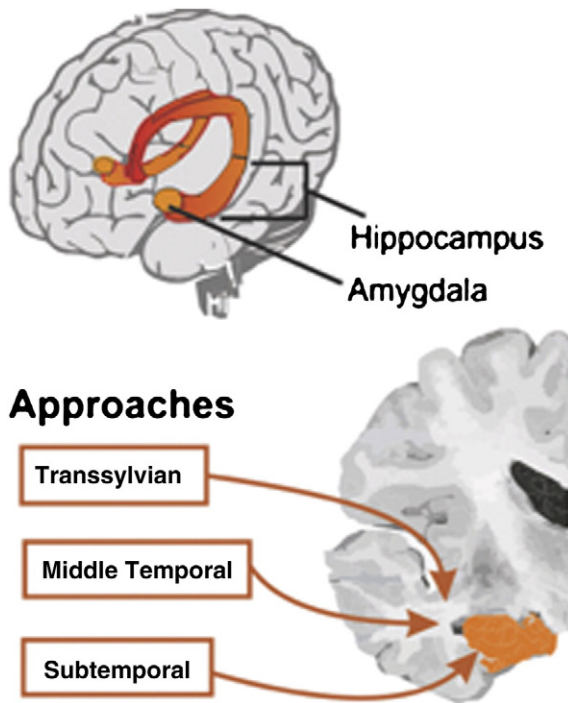 Hippocampus
Amygdala
Approaches
Transsylvian
Middle Temporal
Subtemporal